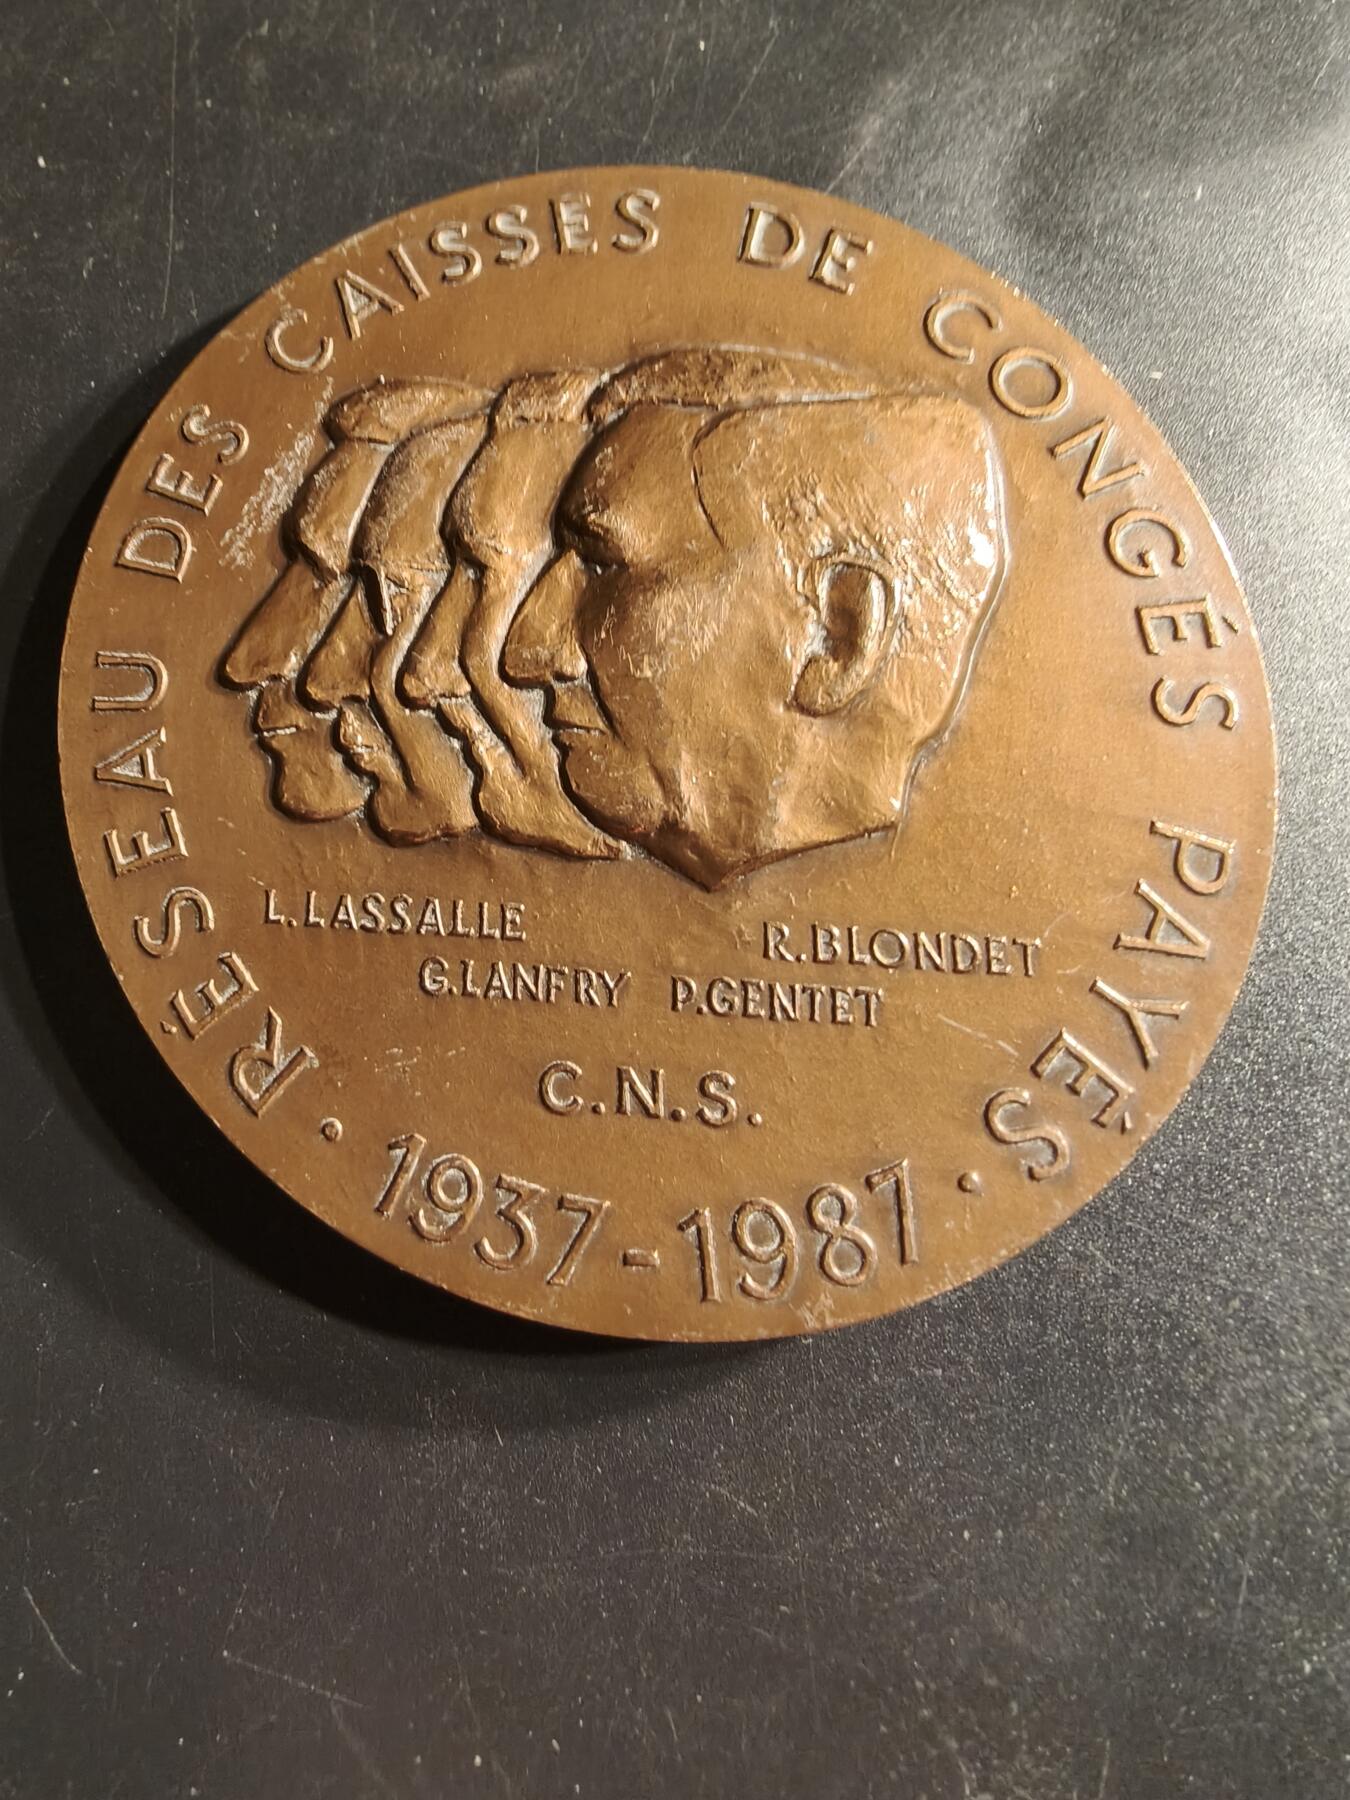 RÉSEAU DES CAISSES DE CONGÉS PAYÉS
L. LASSALLE
R. BLONDET
G. LANFRY P. GENTET
C.N.S.
· 1937 - 1987 ·